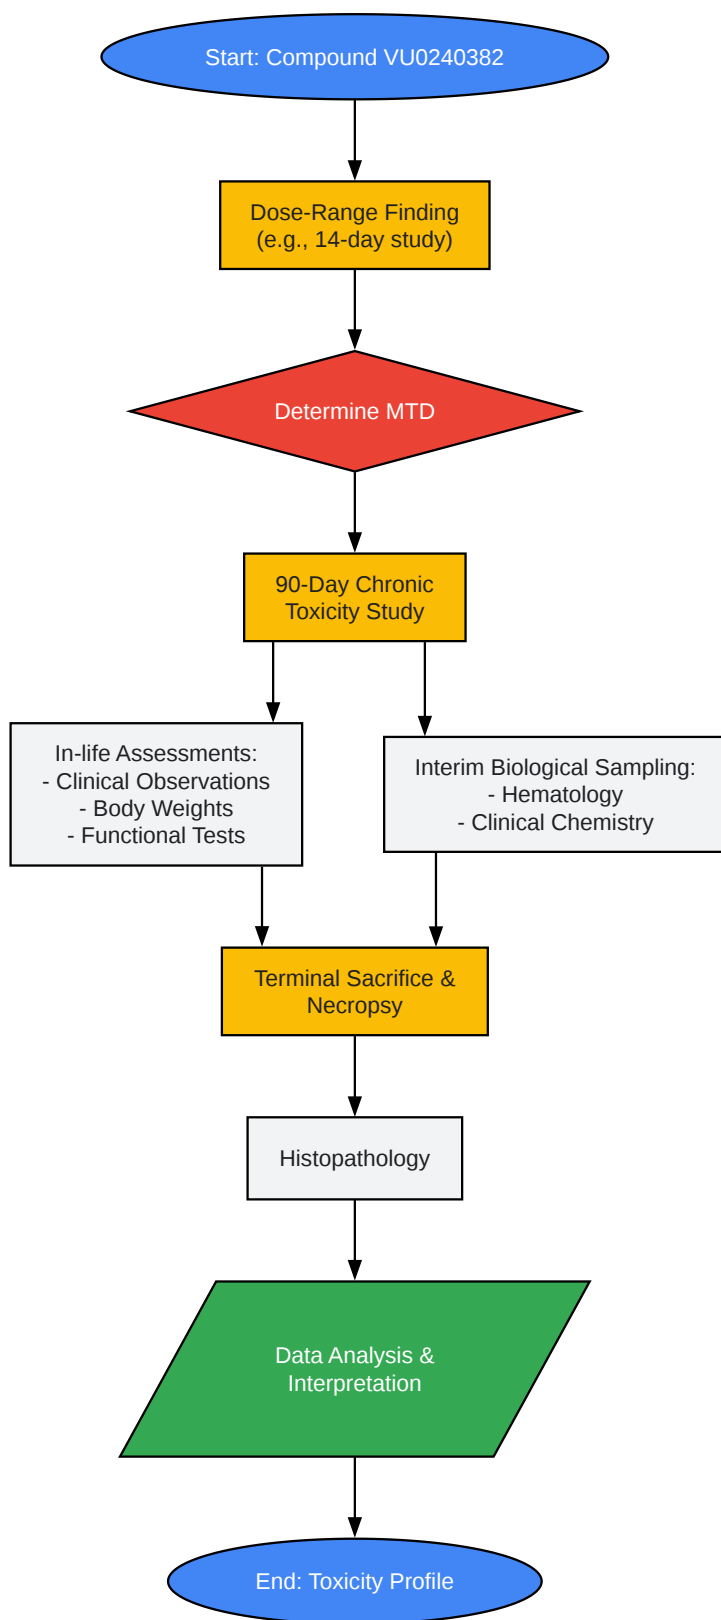 Start: Compound VU0240382
Dose-Range Finding
(e.g., 14-day study)
Determine MTD
90-Day Chronic
Toxicity Study
In-life Assessments:
- Clinical Observations
- Body Weights
- Functional Tests
Interim Biological Sampling:
- Hematology
- Clinical Chemistry
Terminal Sacrifice &
Necropsy
Histopathology
Data Analysis &
Interpretation
End: Toxicity Profile